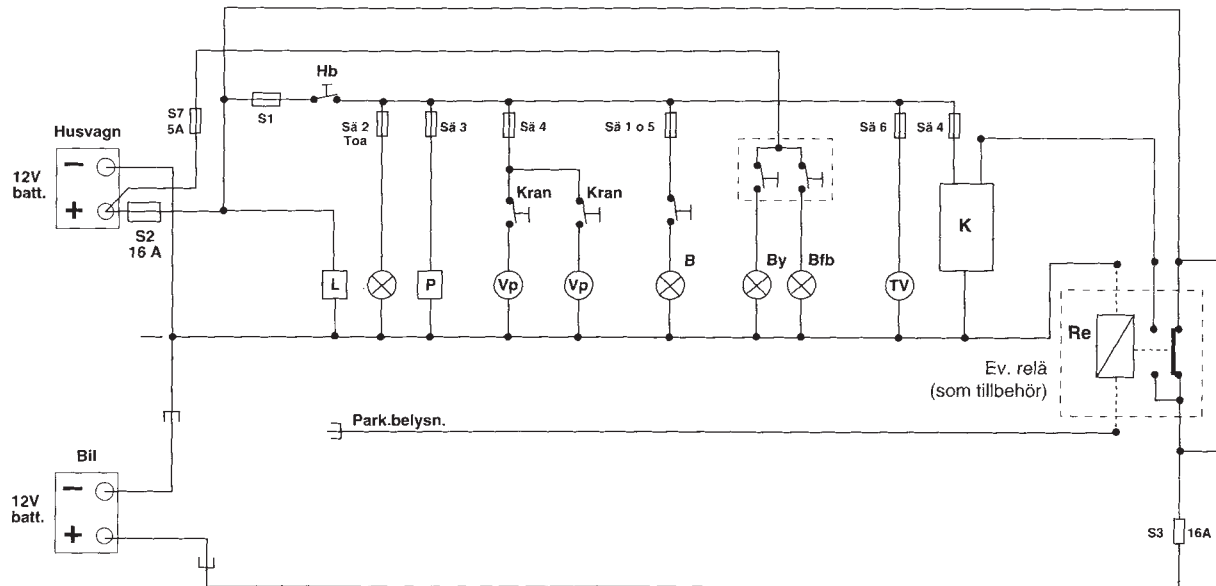 Hb
S7
5A
S1
Husvagn
12V
batt.
−
+
S2
16 A
Sä 2
Toa
Sä 3
Sä 4
Sä 1 o 5
Sä 6
Sä 4
Kran
Kran
K
B
By
Bfb
L
P
Vp
Vp
TV
Re
Ev. relä
(som tillbehör)
Park.belysn.
Bil
12V
batt.
−
+
S3
16A